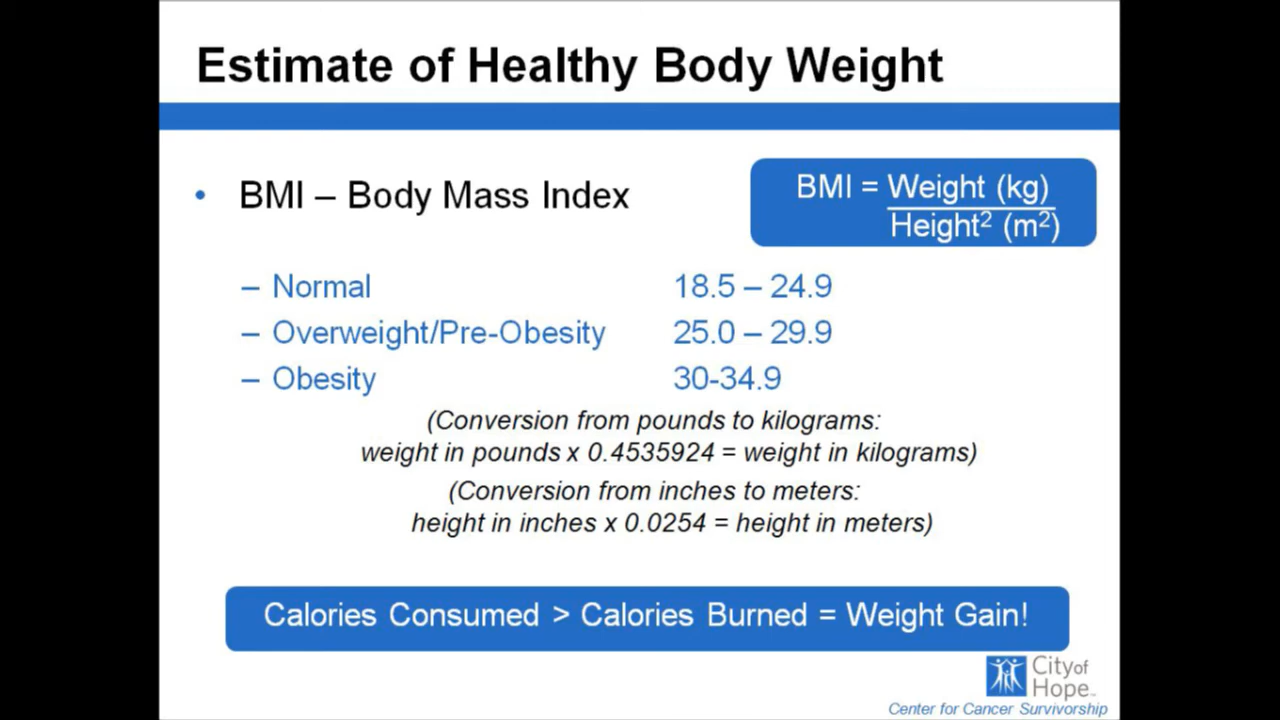 Estimate of Healthy Body Weight
• BMI – Body Mass Index
BMI = Weight (kg)
Height² (m²)
– Normal 18.5 – 24.9
– Overweight/Pre-Obesity 25.0 – 29.9
– Obesity 30-34.9
(Conversion from pounds to kilograms:
weight in pounds x 0.4535924 = weight in kilograms)
(Conversion from inches to meters:
height in inches x 0.0254 = height in meters)
Calories Consumed > Calories Burned = Weight Gain!
City of
Hope™
Center for Cancer Survivorship